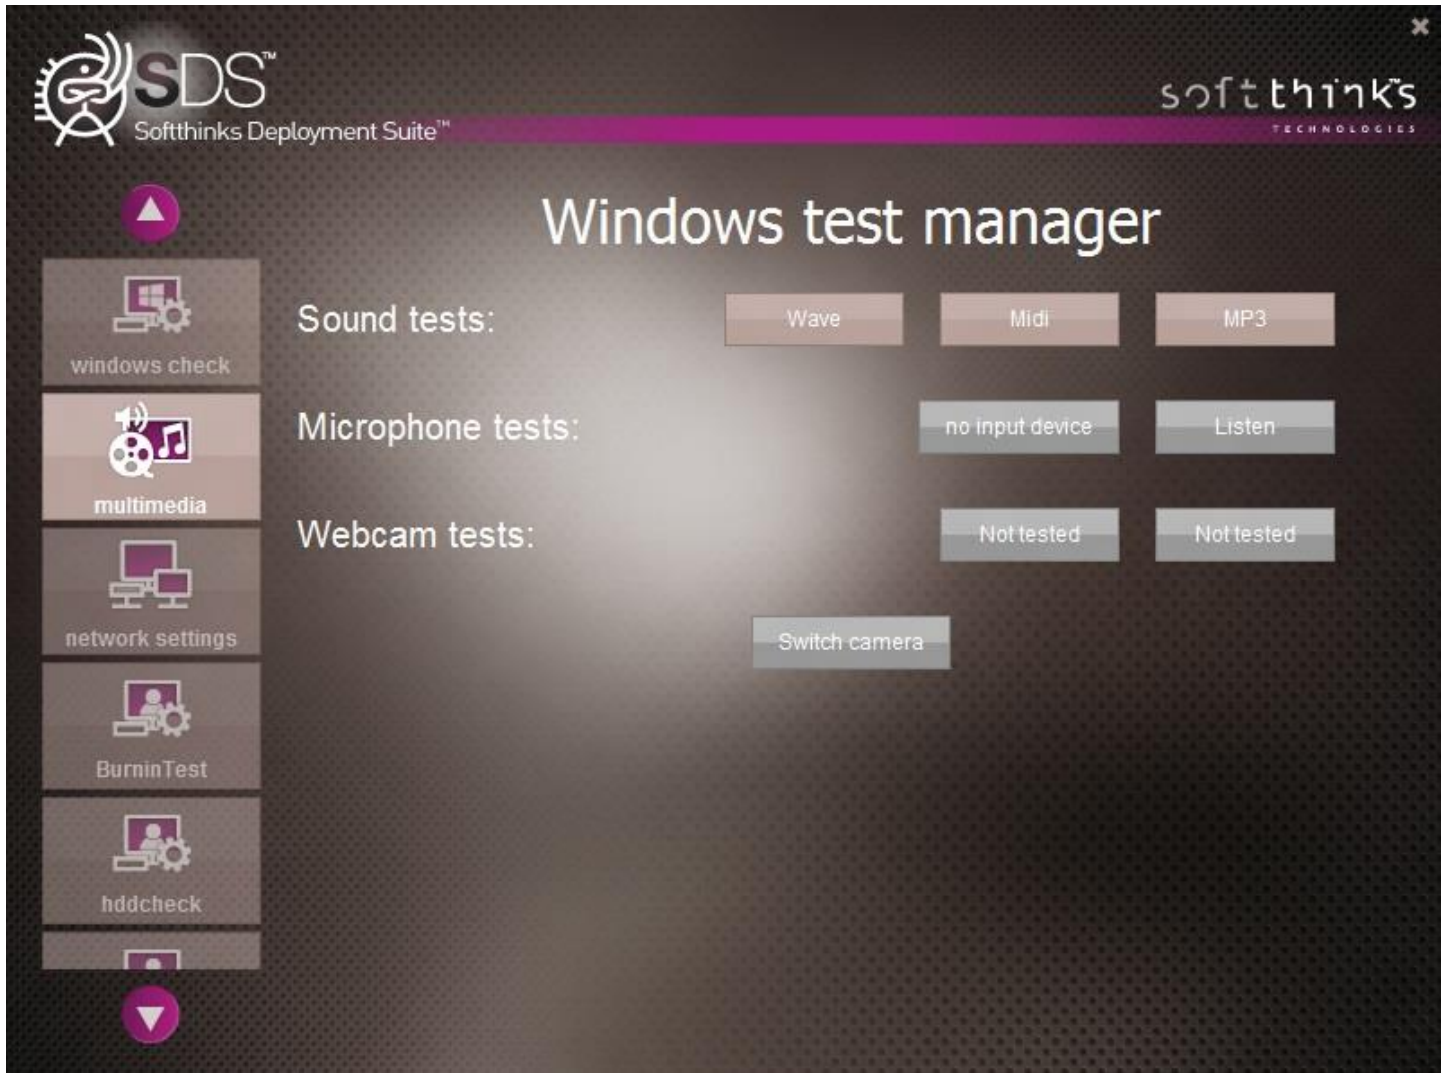 SDS™
Softthinks Deployment Suite™
softthinks™
TECHNOLOGIES
Windows test manager
windows check
multimedia
network settings
BurninTest
hddcheck
Sound tests: Wave Midi MP3
Microphone tests: no input device Listen
Webcam tests: Not tested Not tested
Switch camera